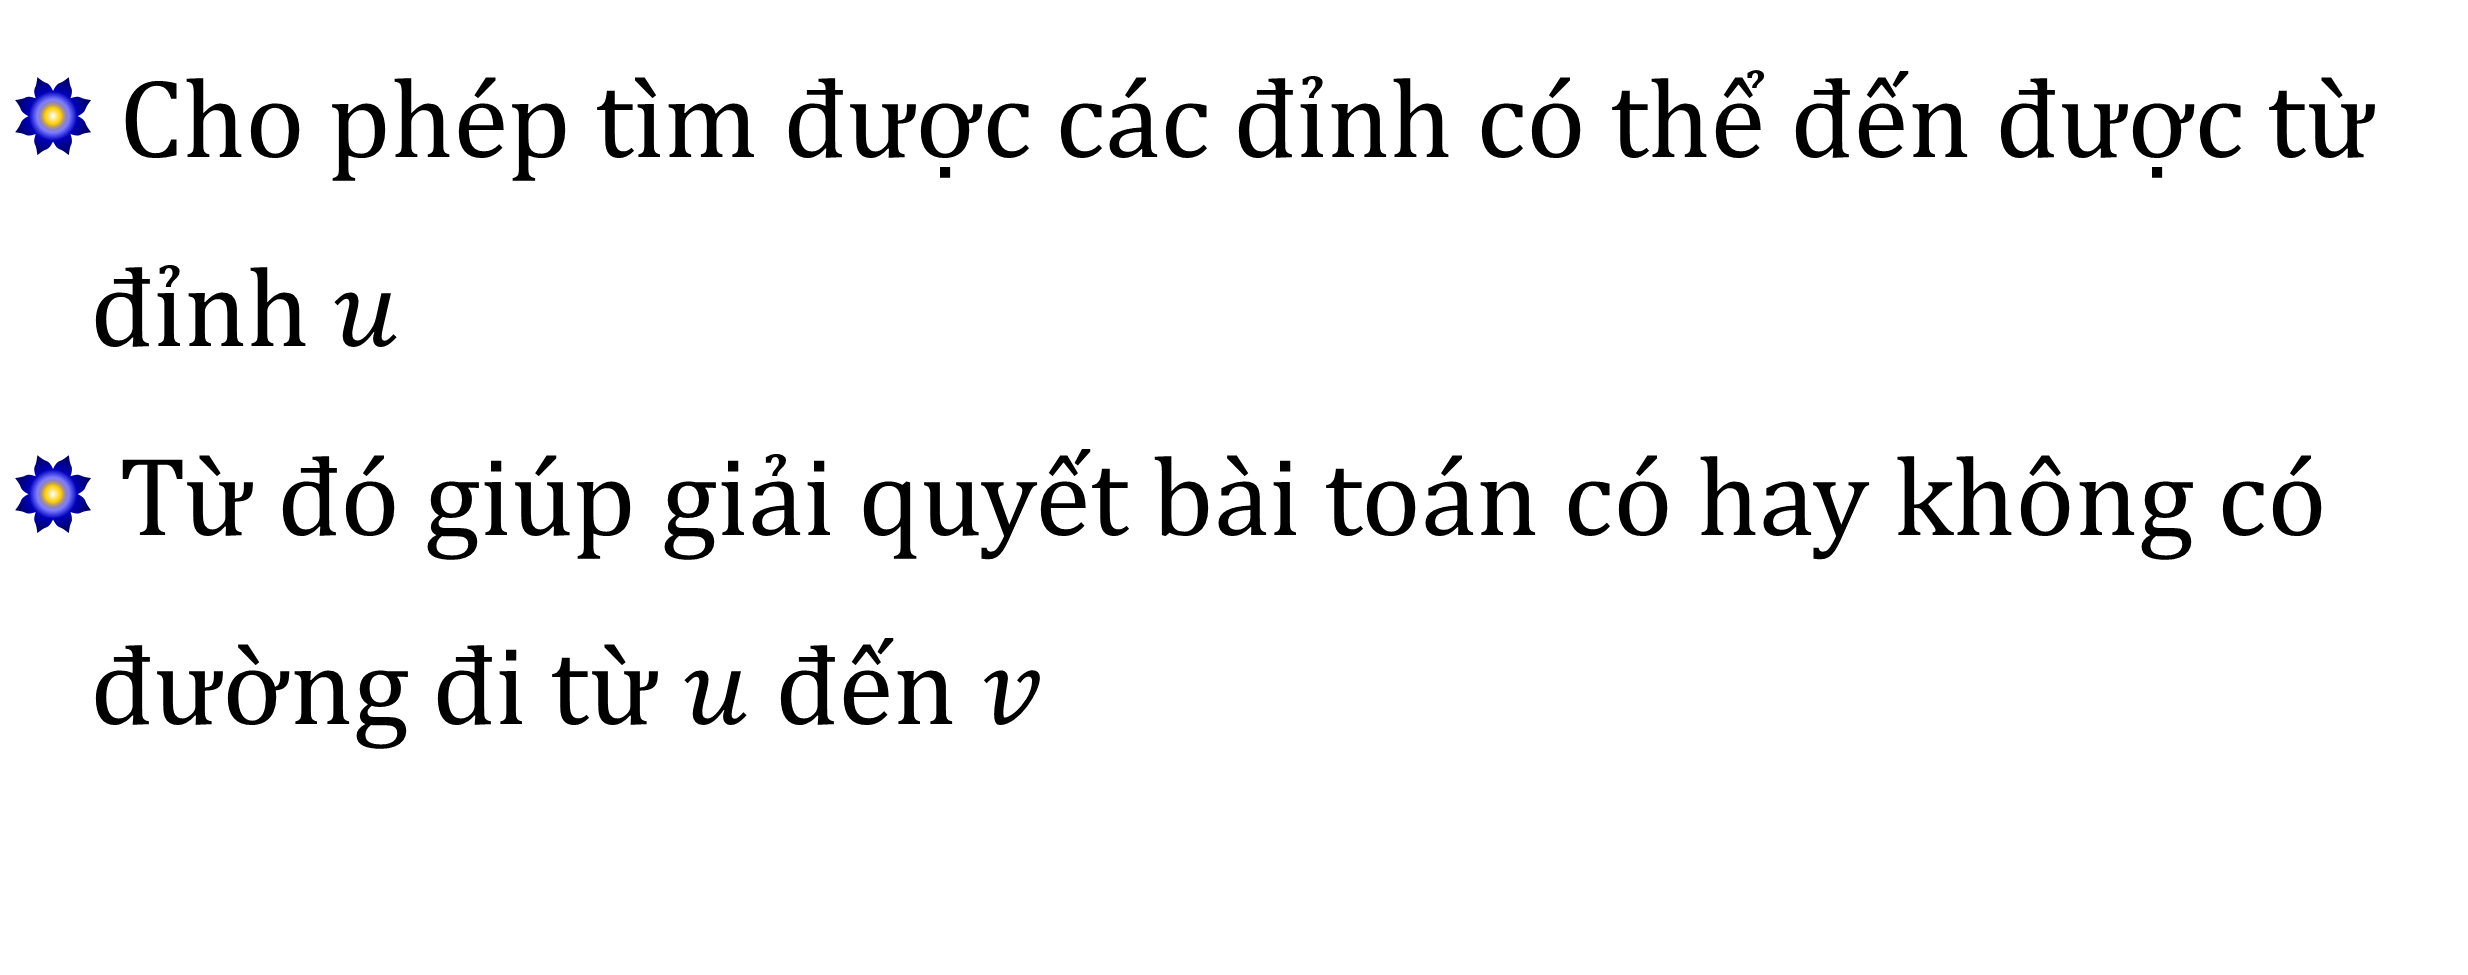 Cho phép tìm được các đỉnh có thể đến được từ
đỉnh u
Từ đó giúp giải quyết bài toán có hay không có
đường đi từ u đến v